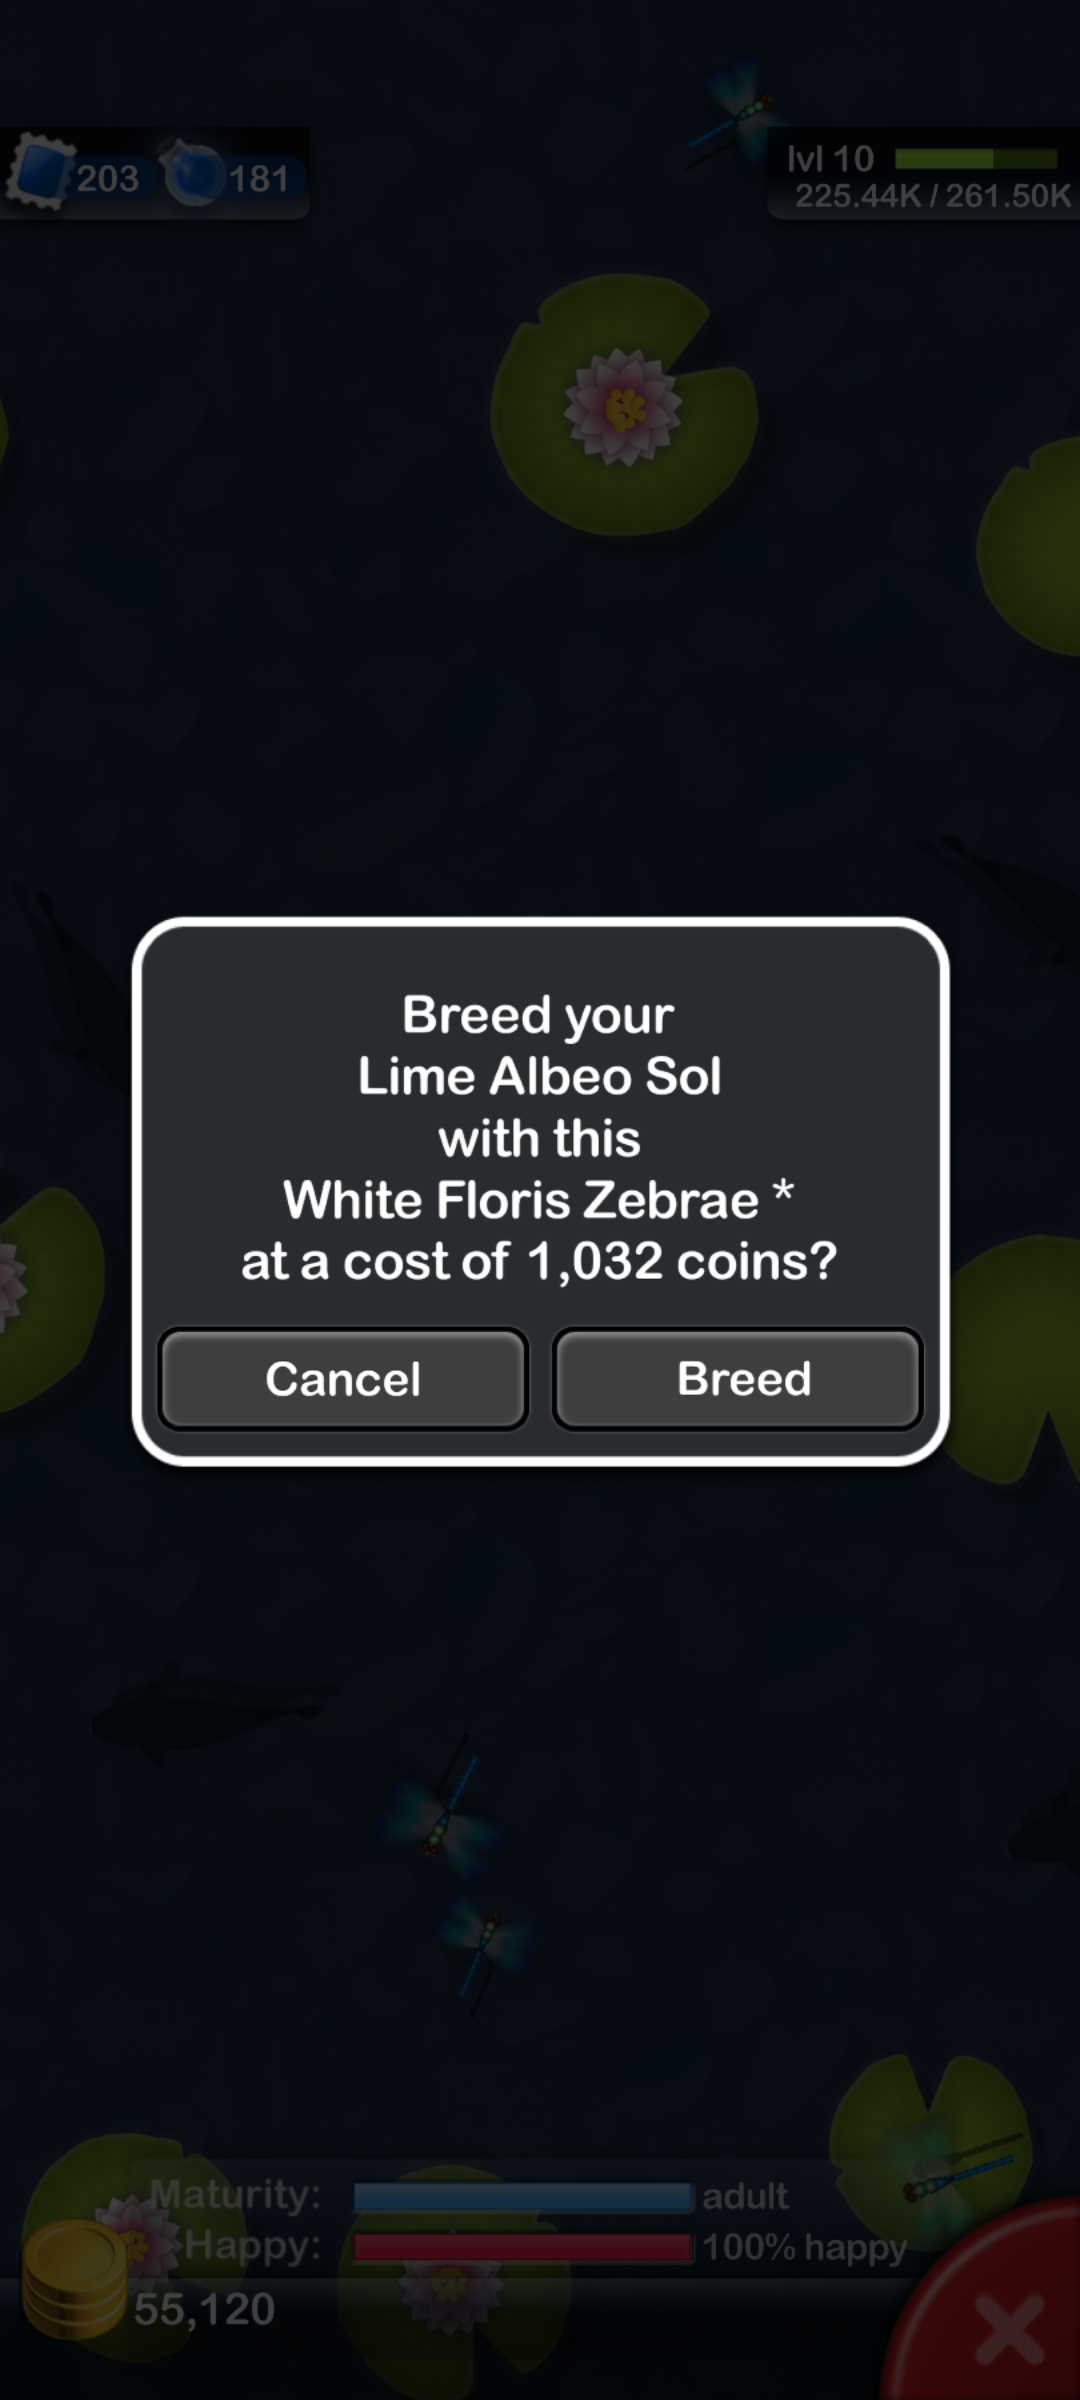 203
181
lvl 10
225.44K / 261.50K
Breed your
Lime Albeo Sol
with this
White Floris Zebrae *
at a cost of 1,032 coins?
Cancel
Breed
Maturity:
adult
Happy:
100% happy
55,120